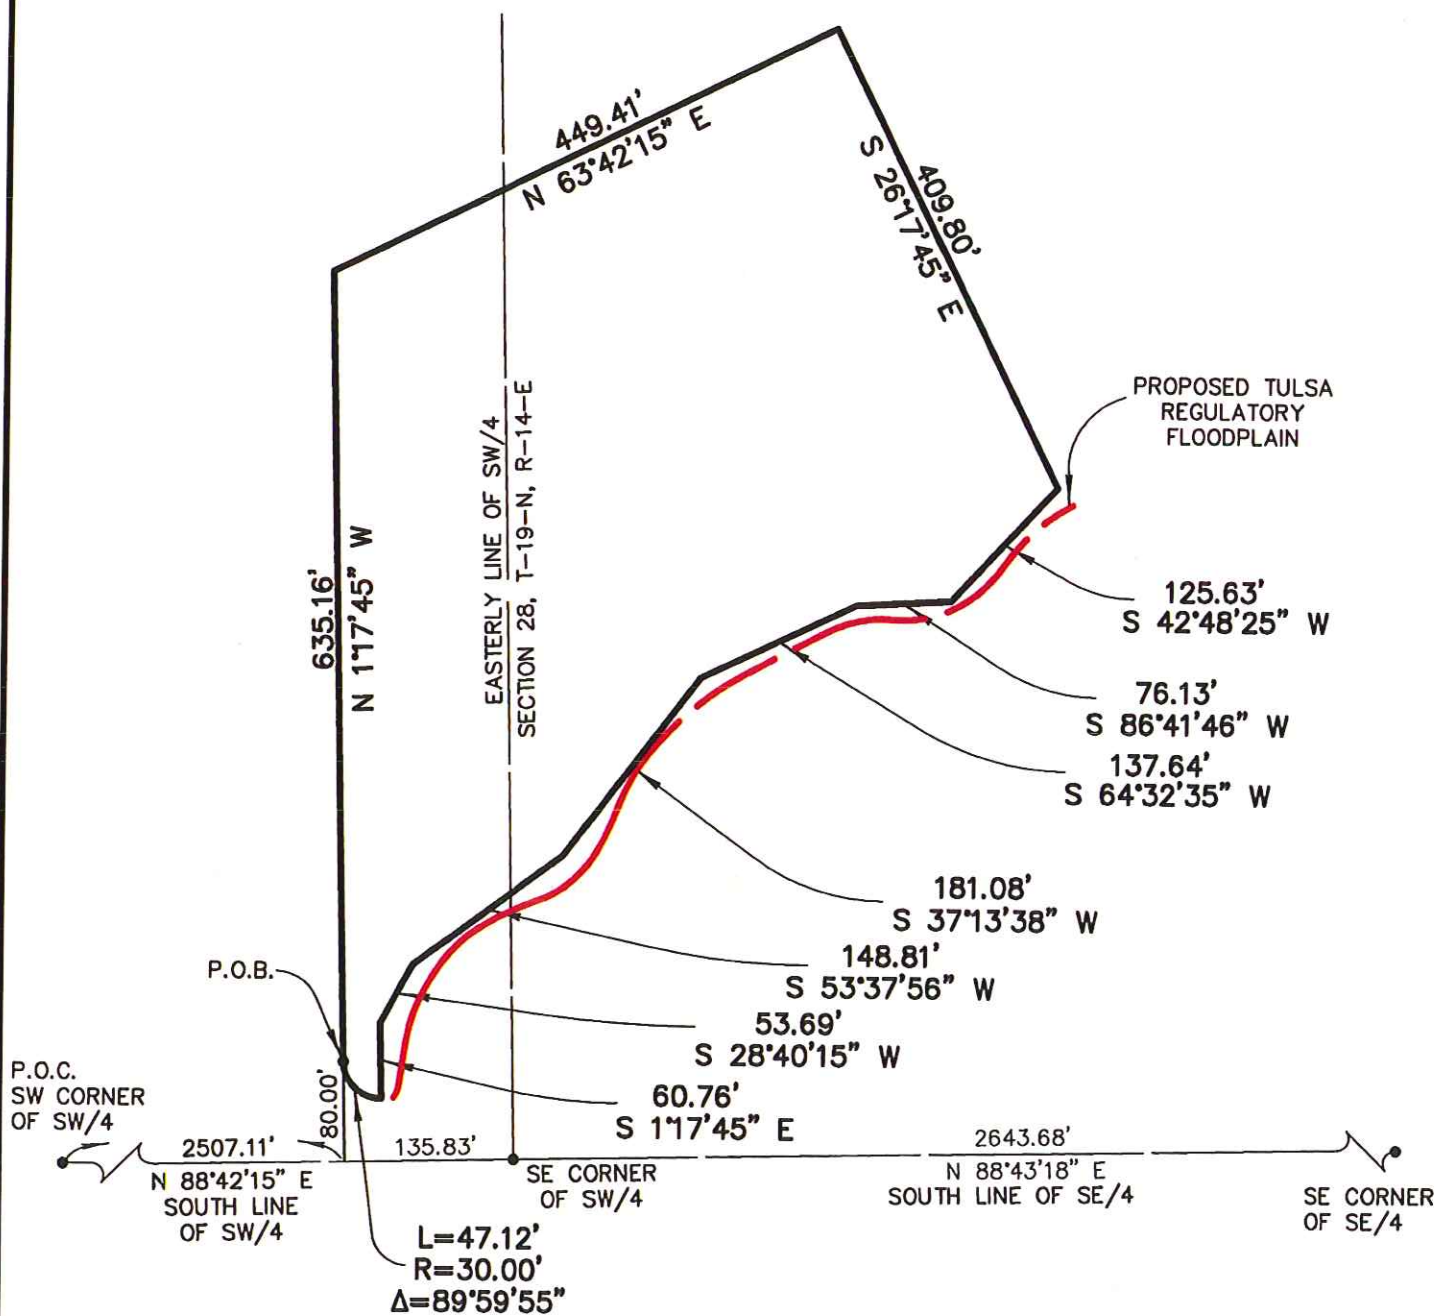 449.41'
N 63°42'15" E
409.80'
S 26°17'45" E
PROPOSED TULSA
REGULATORY
FLOODPLAIN
635.16'
N 1°17'45" W
EASTERLY LINE OF SW/4
SECTION 28, T-19-N, R-14-E
125.63'
S 42°48'25" W
76.13'
S 86°41'46" W
137.64'
S 64°32'35" W
181.08'
S 37°13'38" W
148.81'
S 53°37'56" W
53.69'
S 28°40'15" W
60.76'
S 1°17'45" E
P.O.B.
P.O.C.
SW CORNER
OF SW/4
80.00'
2507.11'
N 88°42'15" E
SOUTH LINE
OF SW/4
135.83'
SE CORNER
OF SW/4
2643.68'
N 88°43'18" E
SOUTH LINE OF SE/4
SE CORNER
OF SE/4
L=47.12'
R=30.00'
Δ=89°59'55"